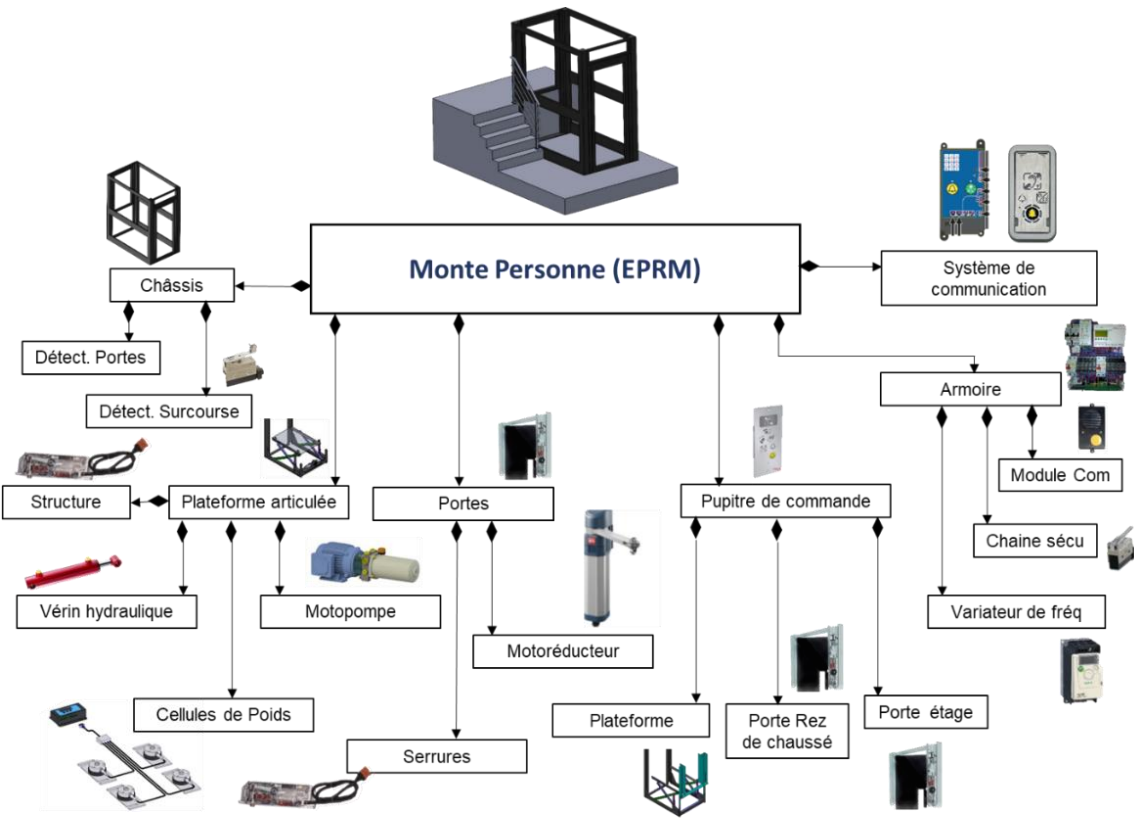 Monte Personne (EPRM)
Système de
communication
Châssis
Détect. Portes
Détect. Surcourse
Armoire
Structure
Plateforme articulée
Portes
Pupitre de commande
Module Com
Chaine sécu
Vérin hydraulique
Motopompe
Variateur de fréq
Motoréducteur
Cellules de Poids
Plateforme
Porte Rez
de chaussé
Porte étage
Serrures